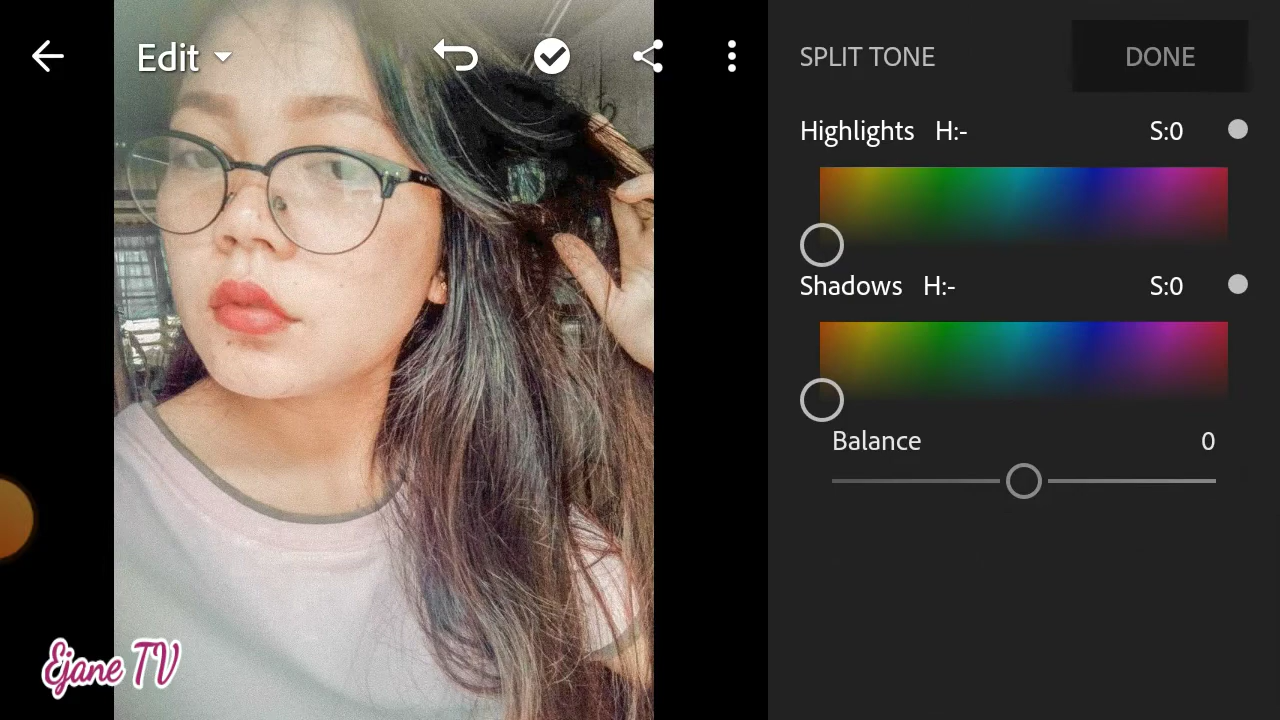 Edit
SPLIT TONE
DONE
Highlights H:- S:0
Shadows H:- S:0
Balance 0
Ejane TV